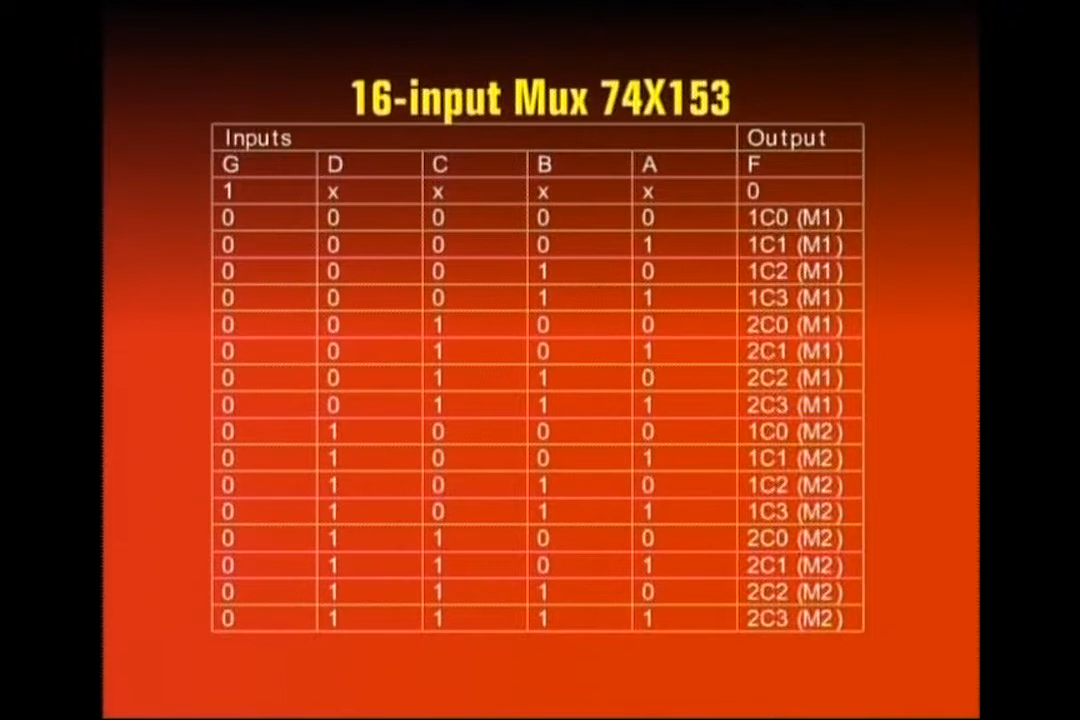 16-input Mux 74X153
Inputs Output
G D C B A F
1 x x x x 0
0 0 0 0 0 1C0 (M1)
0 0 0 0 1 1C1 (M1)
0 0 0 1 0 1C2 (M1)
0 0 0 1 1 1C3 (M1)
0 0 1 0 0 2C0 (M1)
0 0 1 0 1 2C1 (M1)
0 0 1 1 0 2C2 (M1)
0 0 1 1 1 2C3 (M1)
0 1 0 0 0 1C0 (M2)
0 1 0 0 1 1C1 (M2)
0 1 0 1 0 1C2 (M2)
0 1 0 1 1 1C3 (M2)
0 1 1 0 0 2C0 (M2)
0 1 1 0 1 2C1 (M2)
0 1 1 1 0 2C2 (M2)
0 1 1 1 1 2C3 (M2)